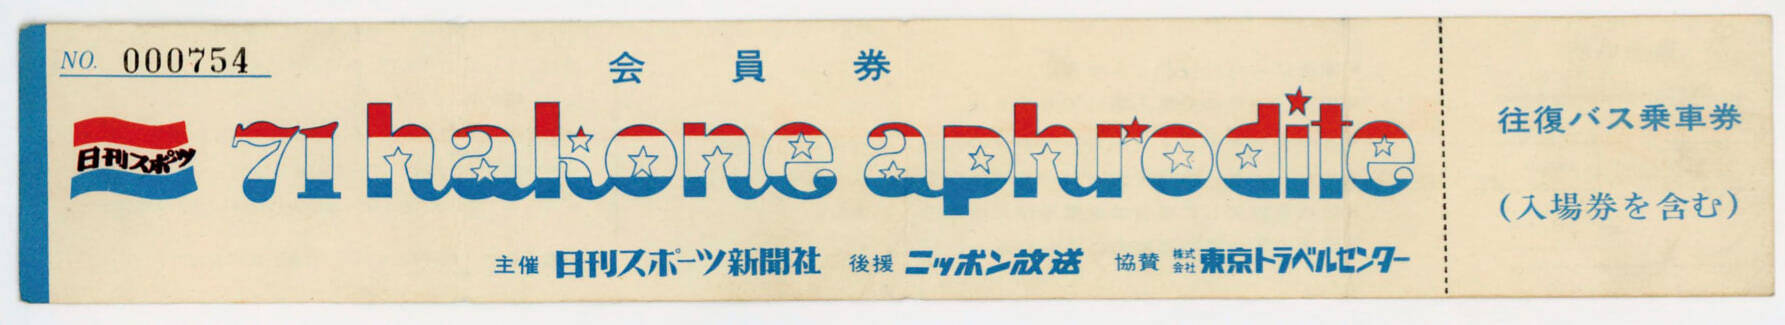 NO. 000754
会員券
日刊スポーツ
71 hakone aphrodite
主催 日刊スポーツ新聞社 後援 ニッポン放送 協賛 株式会社 東京トラベルセンター
往復バス乗車券
(入場券を含む)